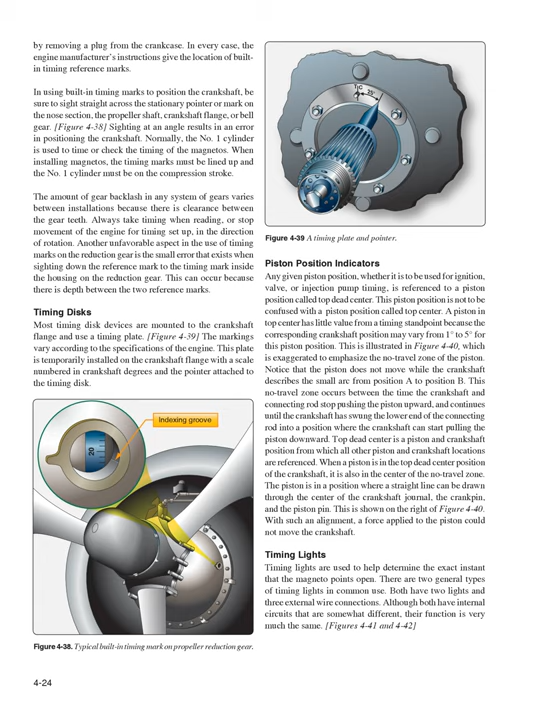 by removing a plug from the crankcase. In every case, the
engine manufacturer's instructions give the location of built-
in timing reference marks.
In using built-in timing marks to position the crankshaft, be
sure to sight straight across the stationary pointer or mark on
the nose section, the propeller shaft, crankshaft flange, or bell
gear. [Figure 4-38] Sighting at an angle results in an error
in positioning the crankshaft. Normally, the No. 1 cylinder
is used to time or check the timing of the magnetos. When
installing magnetos, the timing marks must be lined up and
the No. 1 cylinder must be on the compression stroke.
The amount of gear backlash in any system of gears varies
between installations because there is clearance between
the gear teeth. Always take timing when reading, or stop
movement of the engine for timing set up, in the direction
of rotation. Another unfavorable aspect in the use of timing
marks on the reduction gear is the small error that exists when
sighting down the reference mark to the timing mark inside
the housing on the reduction gear. This can occur because
there is depth between the two reference marks.
Timing Disks
Most timing disk devices are mounted to the crankshaft
flange and use a timing plate. [Figure 4-39] The markings
vary according to the specifications of the engine. This plate
is temporarily installed on the crankshaft flange with a scale
numbered in crankshaft degrees and the pointer attached to
the timing disk.
Indexing groove
20
Figure 4-38. Typical built-in timing mark on propeller reduction gear.
25°
Figure 4-39 A timing plate and pointer.
Piston Position Indicators
Any given piston position, whether it is to be used for ignition,
valve, or injection pump timing, is referenced to a piston
position called top dead center. This piston position is not to be
confused with a piston position called top center. A piston in
top center has little value from a timing standpoint because the
corresponding crankshaft position may vary from 1° to 5° for
this piston position. This is illustrated in Figure 4-40, which
is exaggerated to emphasize the no-travel zone of the piston.
Notice that the piston does not move while the crankshaft
describes the small arc from position A to position B. This
no-travel zone occurs between the time the crankshaft and
connecting rod stop pushing the piston upward, and continues
until the crankshaft has swung the lower end of the connecting
rod into a position where the crankshaft can start pulling the
piston downward. Top dead center is a piston and crankshaft
position from which all other piston and crankshaft locations
are referenced. When a piston is in the top dead center position
of the crankshaft, it is also in the center of the no-travel zone.
The piston is in a position where a straight line can be drawn
through the center of the crankshaft journal, the crankpin,
and the piston pin. This is shown on the right of Figure 4-40.
With such an alignment, a force applied to the piston could
not move the crankshaft.
Timing Lights
Timing lights are used to help determine the exact instant
that the magneto points open. There are two general types
of timing lights in common use. Both have two lights and
three external wire connections. Although both have internal
circuits that are somewhat different, their function is very
much the same. [Figures 4-41 and 4-42]
4-24